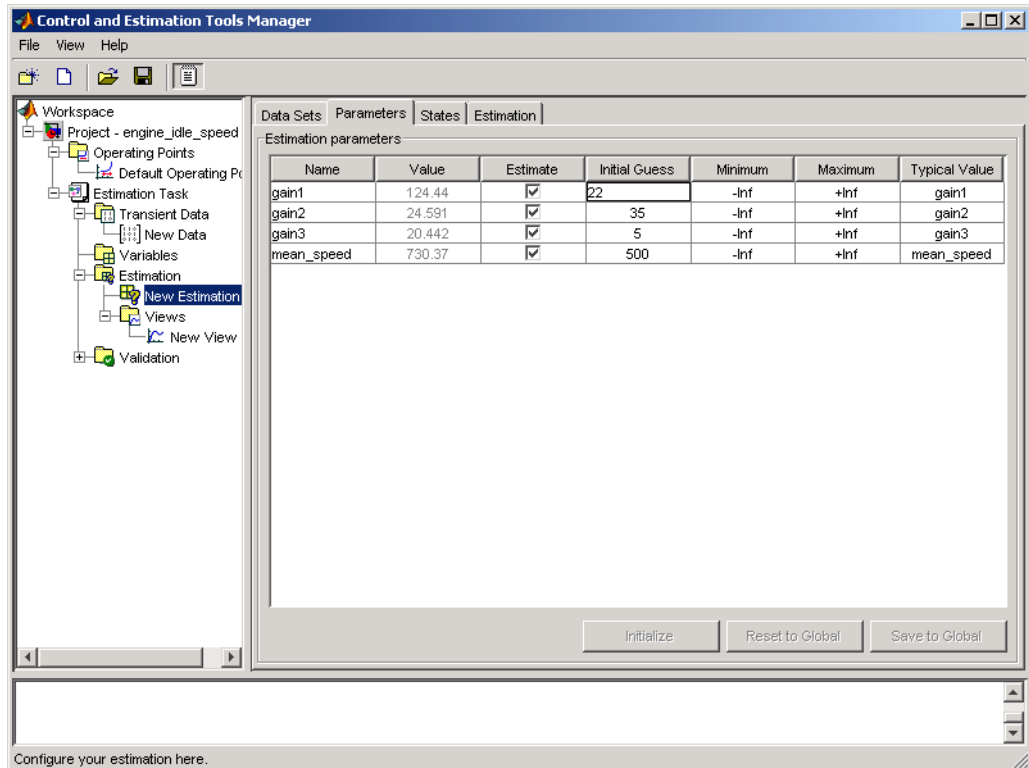 Control and Estimation Tools Manager
File View Help
Workspace
Project - engine_idle_speed
Operating Points
Default Operating Po
Estimation Task
Transient Data
New Data
Variables
Estimation
New Estimation
Views
New View
Validation
Data Sets Parameters States Estimation
Estimation parameters
Name Value Estimate Initial Guess Minimum Maximum Typical Value
gain1 124.44 22 -Inf +Inf gain1
gain2 24.591 35 -Inf +Inf gain2
gain3 20.442 5 -Inf +Inf gain3
mean_speed 730.37 500 -Inf +Inf mean_speed
Initialize Reset to Global Save to Global
Configure your estimation here.